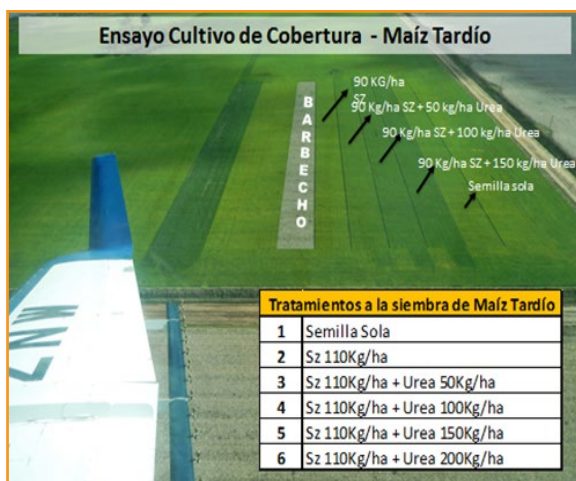 Ensayo Cultivo de Cobertura - Maíz Tardío
90 KG/ha
SZ
90 Kg/ha SZ + 50 kg/ha Urea
90 Kg/ha SZ + 100 kg/ha Urea
90 Kg/ha SZ + 150 kg/ha Urea
Semilla sola
BARBECHO
Tratamientos a la siembra de Maíz Tardío
1 Semilla Sola
2 Sz 110Kg/ha
3 Sz 110Kg/ha + Urea 50Kg/ha
4 Sz 110Kg/ha + Urea 100Kg/ha
5 Sz 110Kg/ha + Urea 150Kg/ha
6 Sz 110Kg/ha + Urea 200Kg/ha